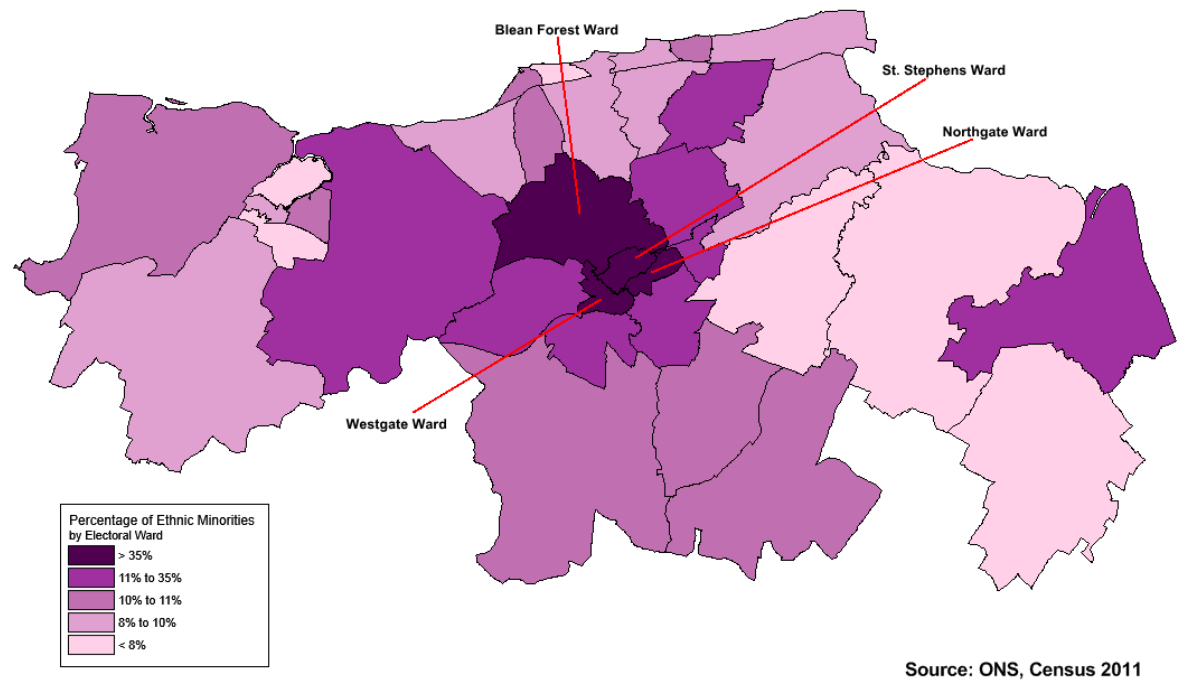 Blean Forest Ward
St. Stephens Ward
Northgate Ward
Westgate Ward
Percentage of Ethnic Minorities
by Electoral Ward
> 35%
11% to 35%
10% to 11%
8% to 10%
< 8%
Source: ONS, Census 2011